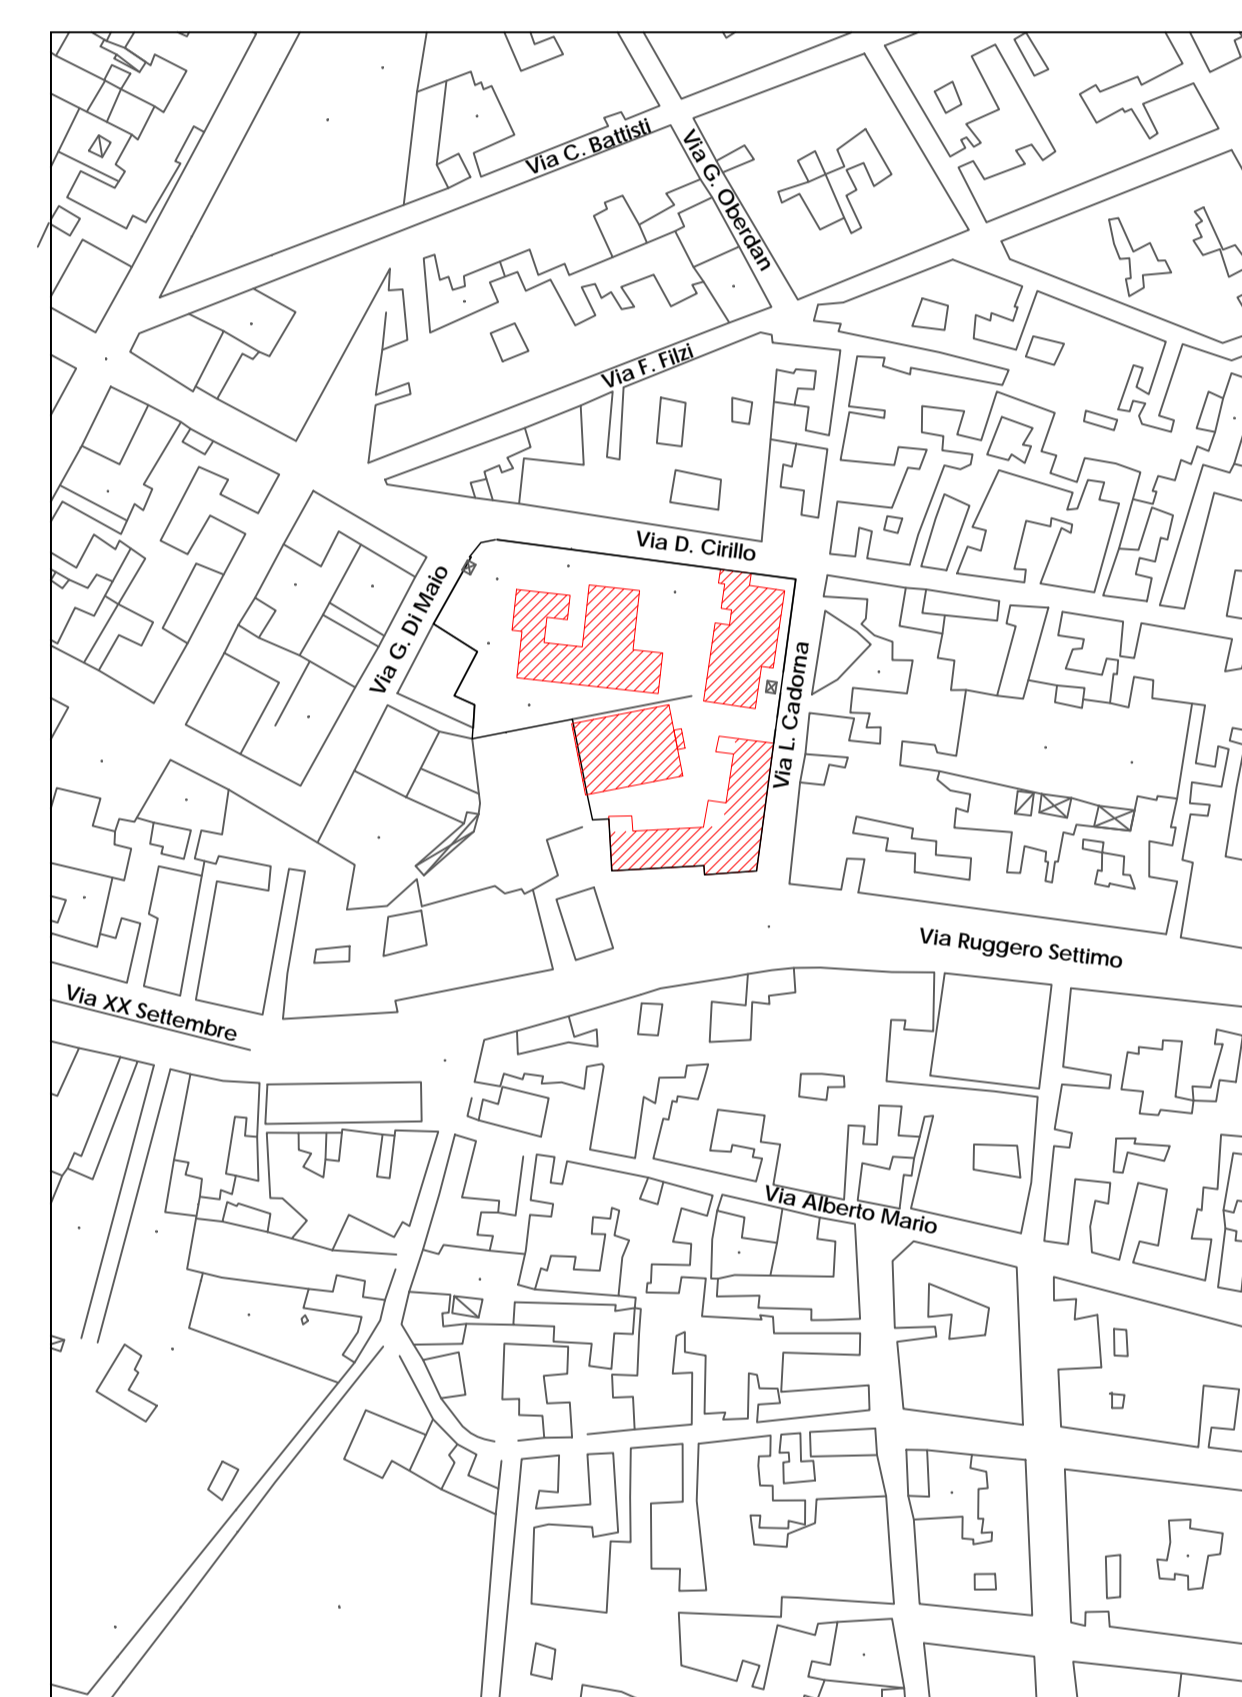 Via C. Battisti
Via G. Oberdan
Via F. Filzi
Via D. Cirillo
Via G. Di Maio
Via L. Cadorna
Via Ruggero Settimo
Via XX Settembre
Via Alberto Mario